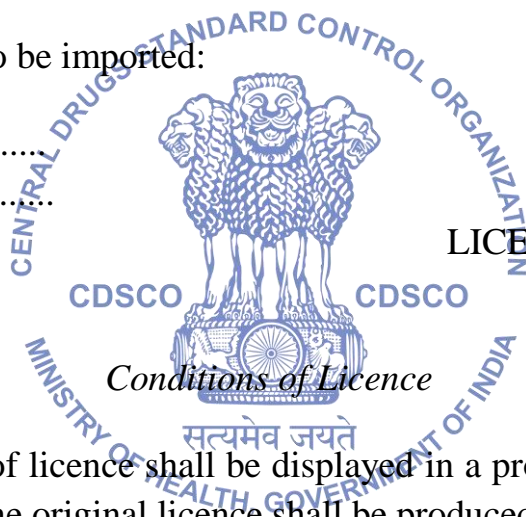 CENTRAL DRUGS STANDARD CONTROL ORGANIZATION
o be imported:
.....
......
LICE
CDSCO CDSCO
Conditions of Licence
सत्यमेव जयते
MINISTRY OF HEALTH GOVERNMENT OF INDIA
of licence shall be displayed in a pr
he original licence shall be produced